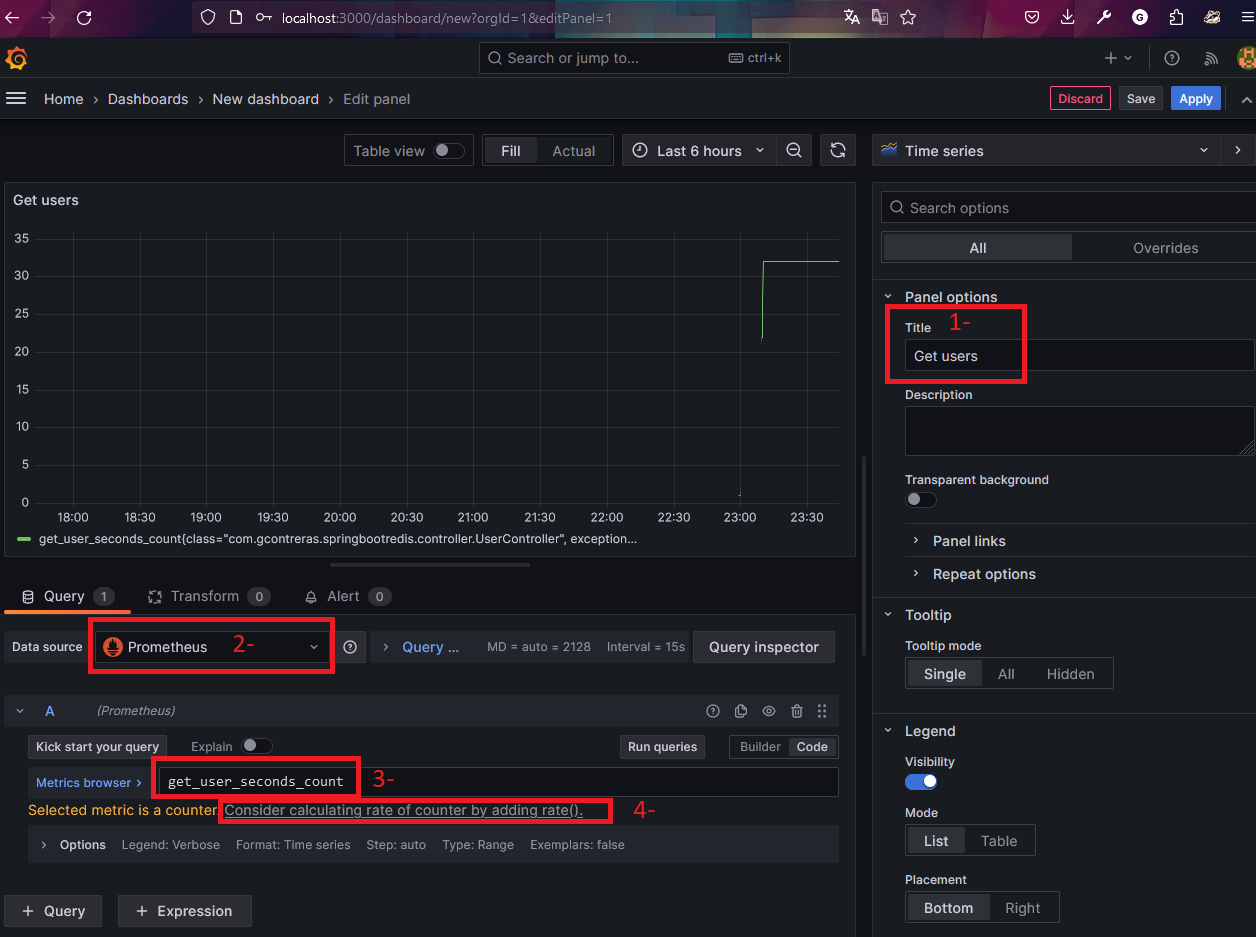 localhost:3000/dashboard/new?orgId=1&editPanel=1
Search or jump to... ctrl+k
Home › Dashboards › New dashboard › Edit panel
Discard Save Apply
Table view Fill Actual Last 6 hours
Time series
Get users
35
30
25
20
15
10
5
0
18:00 18:30 19:00 19:30 20:00 20:30 21:00 21:30 22:00 22:30 23:00 23:30
get_user_seconds_count{class="com.gcontreras.springbootredis.controller.UserController", exception...
Query 1 Transform 0 Alert 0
Data source Prometheus 2- Query ... MD = auto = 2128 Interval = 15s Query inspector
A (Prometheus)
Kick start your query Explain Run queries Builder Code
Metrics browser › get_user_seconds_count 3-
Selected metric is a counter. Consider calculating rate of counter by adding rate(). 4-
Options Legend: Verbose Format: Time series Step: auto Type: Range Exemplars: false
+ Query + Expression
Search options
All Overrides
Panel options
Title 1-
Get users
Description
Transparent background
Panel links
Repeat options
Tooltip
Tooltip mode
Single All Hidden
Legend
Visibility
Mode
List Table
Placement
Bottom Right